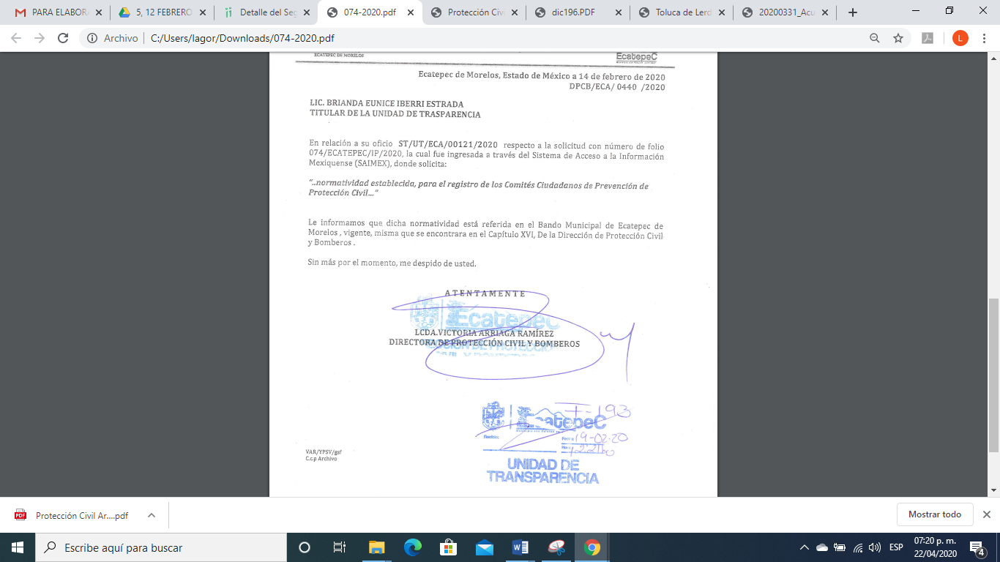 PARA ELABORA
5, 12 FEBRERO
Detalle del Seg
074-2020.pdf
Protección Civi
dic196.PDF
Toluca de Lerd
20200331_Acu
Archivo
C:/Users/lagor/Downloads/074-2020.pdf
L
ECATEPEC DE MORELOS
EcatepeC
Ecatepec de Morelos, Estado de México a 14 de febrero de 2020
DPCB/ECA/ 0440 /2020
LIC. BRIANDA EUNICE IBERRI ESTRADA
TITULAR DE LA UNIDAD DE TRASPARENCIA
En relación a su oficio ST/UT/ECA/00121/2020 respecto a la solicitud con número de folio
074/ECATEPEC/IP/2020, la cual fue ingresada a través del Sistema de Acceso a la Información
Mexiquense (SAIMEX), donde solicita:
"..normatividad establecida, para el registro de los Comités Ciudadanos de Prevención de
Protección Civil..."
Le informamos que dicha normatividad está referida en el Bando Municipal de Ecatepec de
Morelos , vigente, misma que se encontrara en el Capítulo XVI, De la Dirección de Protección Civil
y Bomberos .
Sin más por el momento, me despido de usted.
ATENTAMENTE
EcatepeC
LCDA.VICTORIA ARRIAGA RAMÍREZ
DIRECTORA DE PROTECCIÓN CIVIL Y BOMBEROS
EcatepeC
19-02-20
UNIDAD DE
TRANSPARENCIA
VAR/YPSV/gsf
C.c.p Archivo
Protección Civil Ar....pdf
Mostrar todo
Escribe aquí para buscar
ESP
07:20 p. m.
22/04/2020
4